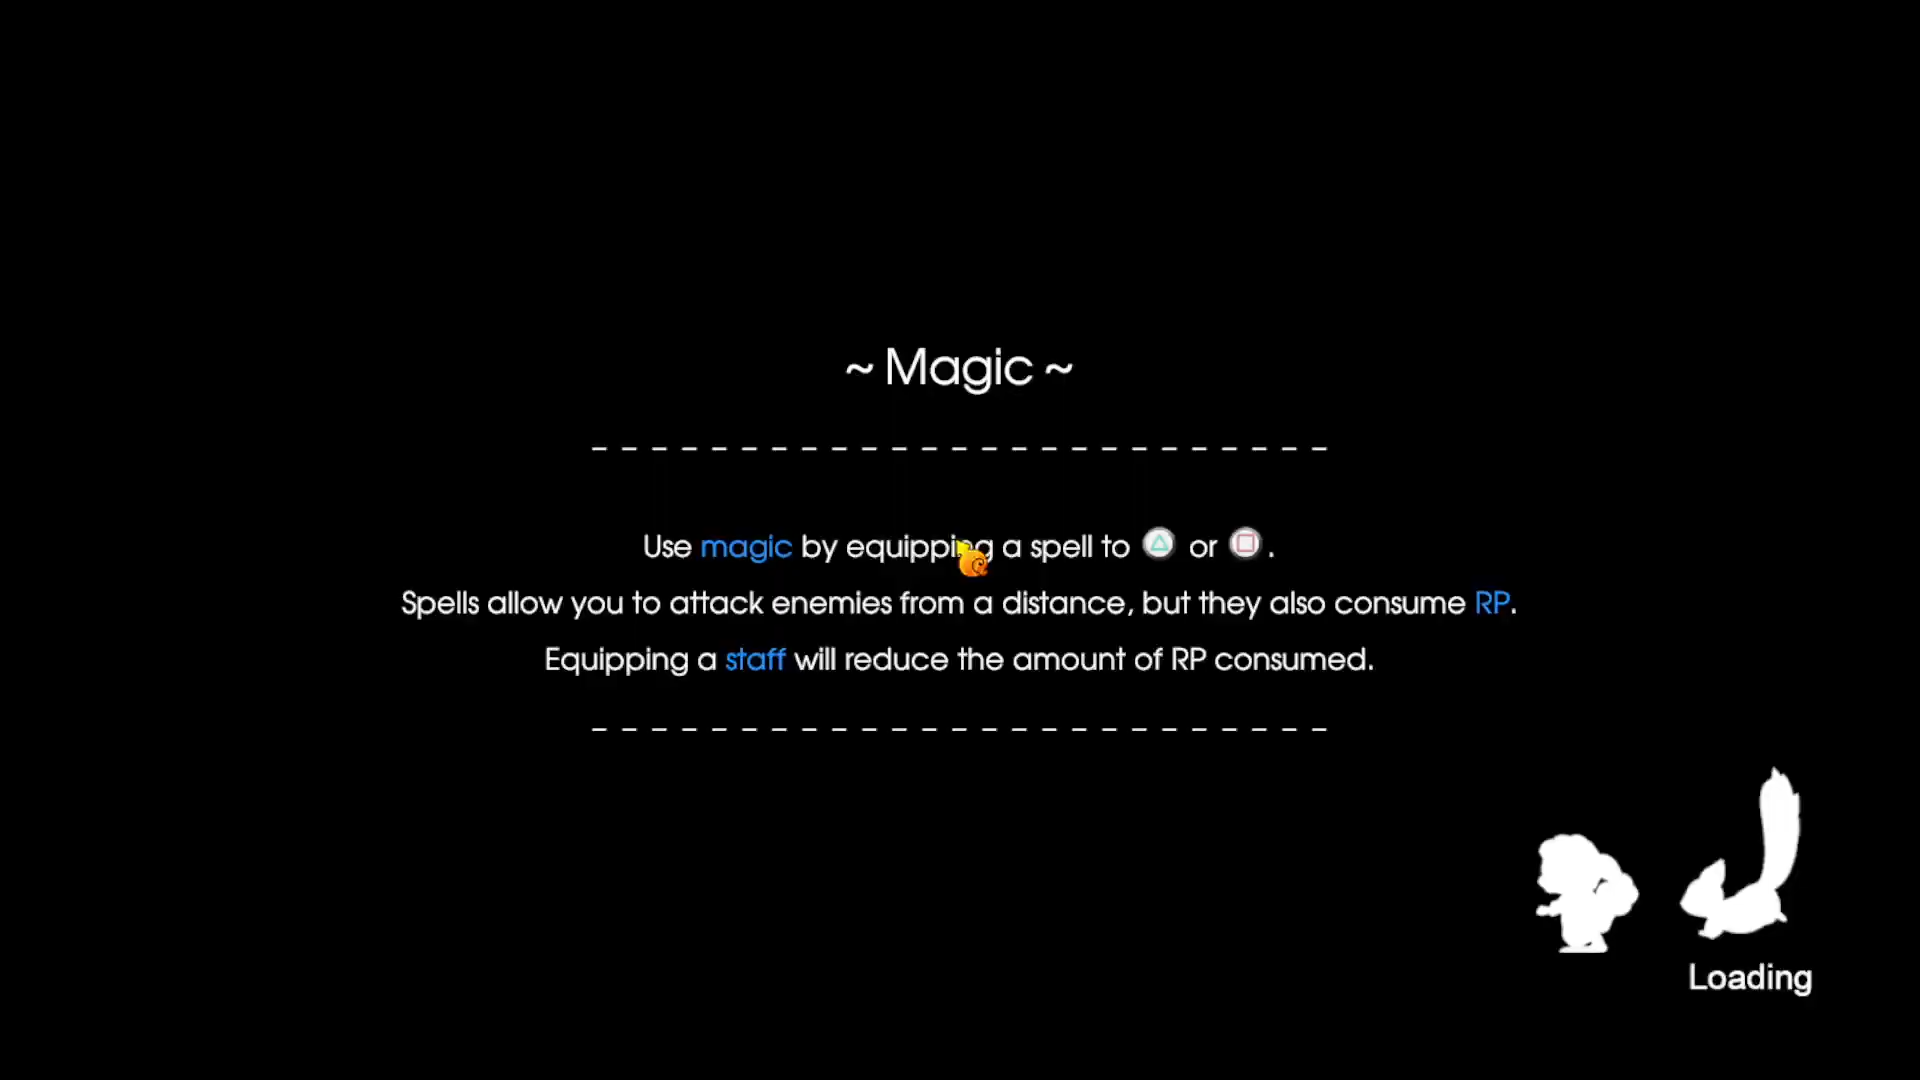 ~ Magic ~
- - - - - - - - - - - - - - - - - - - - - - - - -
Use magic by equipping a spell to △ or □.
Spells allow you to attack enemies from a distance, but they also consume RP.
Equipping a staff will reduce the amount of RP consumed.
- - - - - - - - - - - - - - - - - - - - - - - - -
Loading